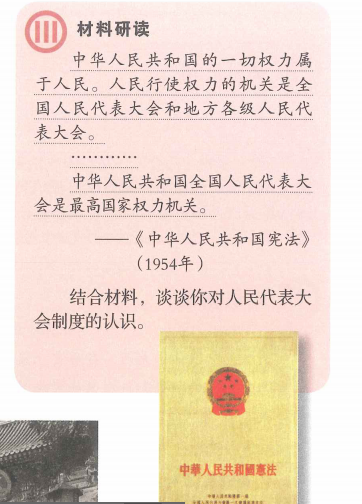 材料研读
中华人民共和国的一切权力属
于人民。人民行使权力的机关是全
国人民代表大会和地方各级人民代
表大会。
…………
中华人民共和国全国人民代表大
会是最高国家权力机关。
——《中华人民共和国宪法》
（1954年）
结合材料，谈谈你对人民代表大
会制度的认识。
中華人民共和國憲法